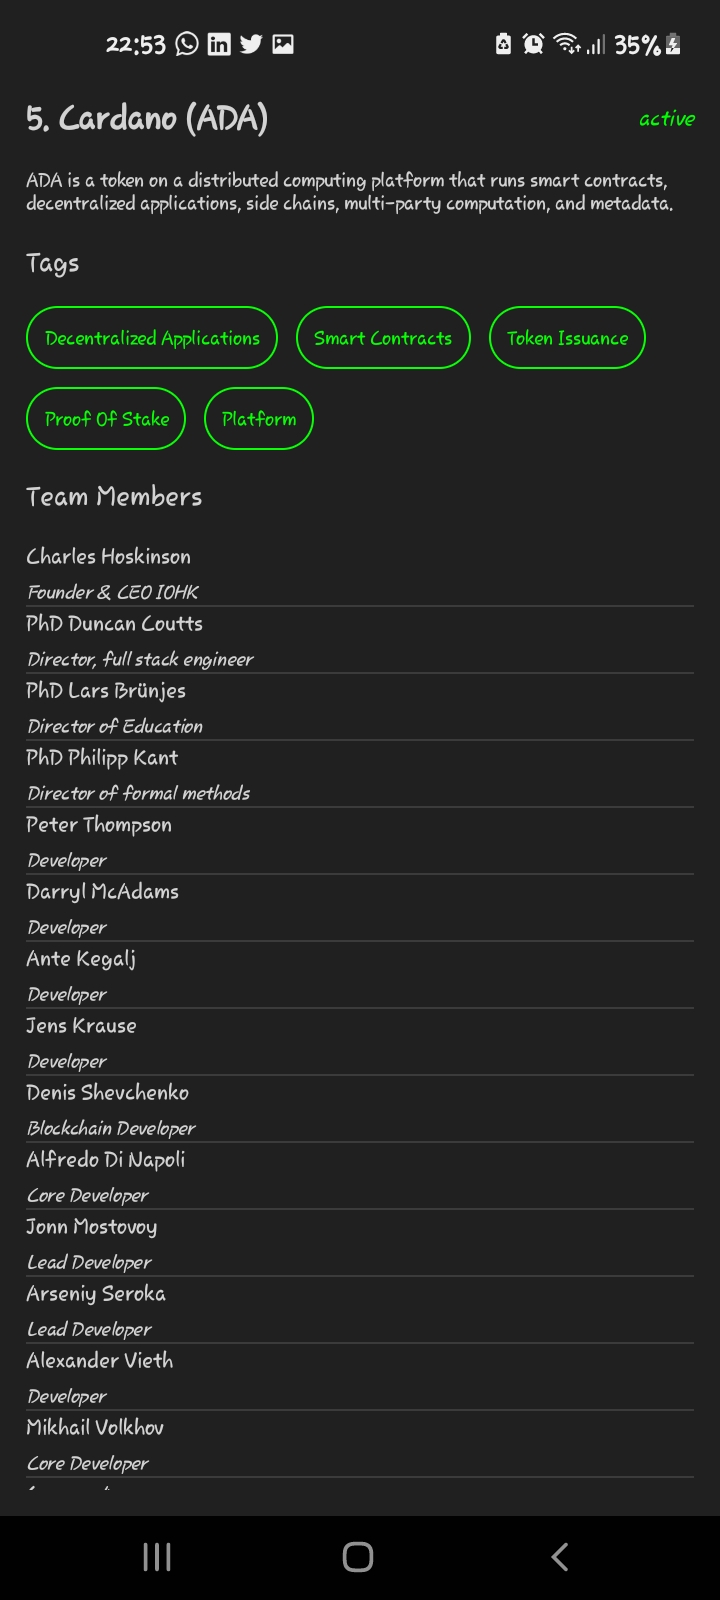 22:53
35%
5. Cardano (ADA)
active
ADA is a token on a distributed computing platform that runs smart contracts,
decentralized applications, side chains, multi-party computation, and metadata.
Tags
Decentralized Applications Smart Contracts Token Issuance
Proof Of Stake Platform
Team Members
Charles Hoskinson
Founder & CEO IOHK
PhD Duncan Coutts
Director, full stack engineer
PhD Lars Brünjes
Director of Education
PhD Philipp Kant
Director of formal methods
Peter Thompson
Developer
Darryl McAdams
Developer
Ante Kegalj
Developer
Jens Krause
Developer
Denis Shevchenko
Blockchain Developer
Alfredo Di Napoli
Core Developer
Jonn Mostovoy
Lead Developer
Arseniy Seroka
Lead Developer
Alexander Vieth
Developer
Mikhail Volkhov
Core Developer